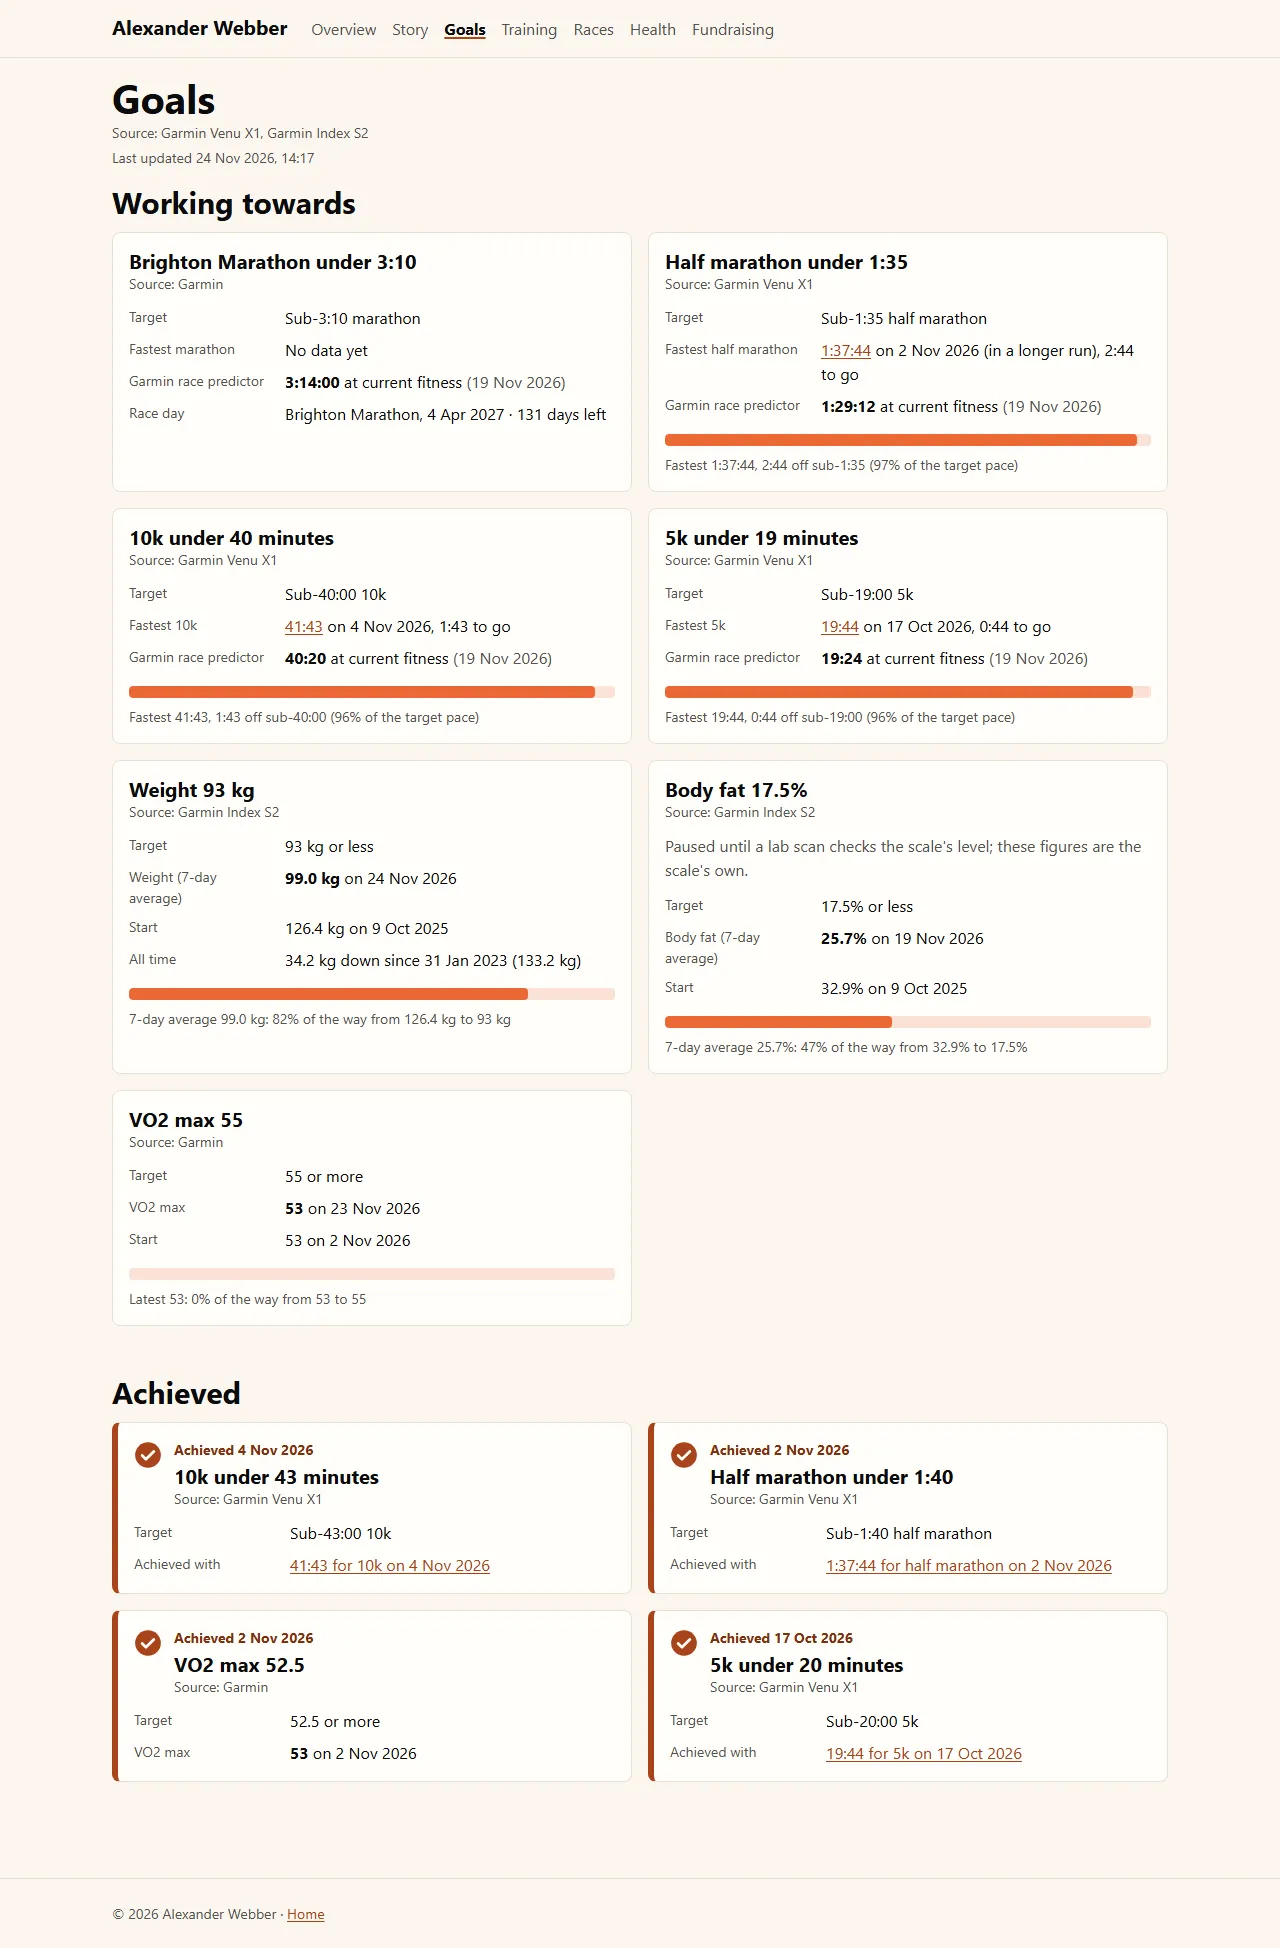 Alexander Webber Overview Story Goals Training Races Health Fundraising
Goals
Source: Garmin Venu X1, Garmin Index S2
Last updated 24 Nov 2026, 14:17
Working towards
Brighton Marathon under 3:10
Source: Garmin
Target Sub-3:10 marathon
Fastest marathon No data yet
Garmin race predictor 3:14:00 at current fitness (19 Nov 2026)
Race day Brighton Marathon, 4 Apr 2027 · 131 days left
Half marathon under 1:35
Source: Garmin Venu X1
Target Sub-1:35 half marathon
Fastest half marathon 1:37:44 on 2 Nov 2026 (in a longer run), 2:44
to go
Garmin race predictor 1:29:12 at current fitness (19 Nov 2026)
Fastest 1:37:44, 2:44 off sub-1:35 (97% of the target pace)
10k under 40 minutes
Source: Garmin Venu X1
Target Sub-40:00 10k
Fastest 10k 41:43 on 4 Nov 2026, 1:43 to go
Garmin race predictor 40:20 at current fitness (19 Nov 2026)
Fastest 41:43, 1:43 off sub-40:00 (96% of the target pace)
5k under 19 minutes
Source: Garmin Venu X1
Target Sub-19:00 5k
Fastest 5k 19:44 on 17 Oct 2026, 0:44 to go
Garmin race predictor 19:24 at current fitness (19 Nov 2026)
Fastest 19:44, 0:44 off sub-19:00 (96% of the target pace)
Weight 93 kg
Source: Garmin Index S2
Target 93 kg or less
Weight (7-day
average) 99.0 kg on 24 Nov 2026
Start 126.4 kg on 9 Oct 2025
All time 34.2 kg down since 31 Jan 2023 (133.2 kg)
7-day average 99.0 kg: 82% of the way from 126.4 kg to 93 kg
Body fat 17.5%
Source: Garmin Index S2
Paused until a lab scan checks the scale's level; these figures are the
scale's own.
Target 17.5% or less
Body fat (7-day
average) 25.7% on 19 Nov 2026
Start 32.9% on 9 Oct 2025
7-day average 25.7%: 47% of the way from 32.9% to 17.5%
VO2 max 55
Source: Garmin
Target 55 or more
VO2 max 53 on 23 Nov 2026
Start 53 on 2 Nov 2026
Latest 53: 0% of the way from 53 to 55
Achieved
Achieved 4 Nov 2026
10k under 43 minutes
Source: Garmin Venu X1
Target Sub-43:00 10k
Achieved with 41:43 for 10k on 4 Nov 2026
Achieved 2 Nov 2026
Half marathon under 1:40
Source: Garmin Venu X1
Target Sub-1:40 half marathon
Achieved with 1:37:44 for half marathon on 2 Nov 2026
Achieved 2 Nov 2026
VO2 max 52.5
Source: Garmin
Target 52.5 or more
VO2 max 53 on 2 Nov 2026
Achieved 17 Oct 2026
5k under 20 minutes
Source: Garmin Venu X1
Target Sub-20:00 5k
Achieved with 19:44 for 5k on 17 Oct 2026
© 2026 Alexander Webber · Home